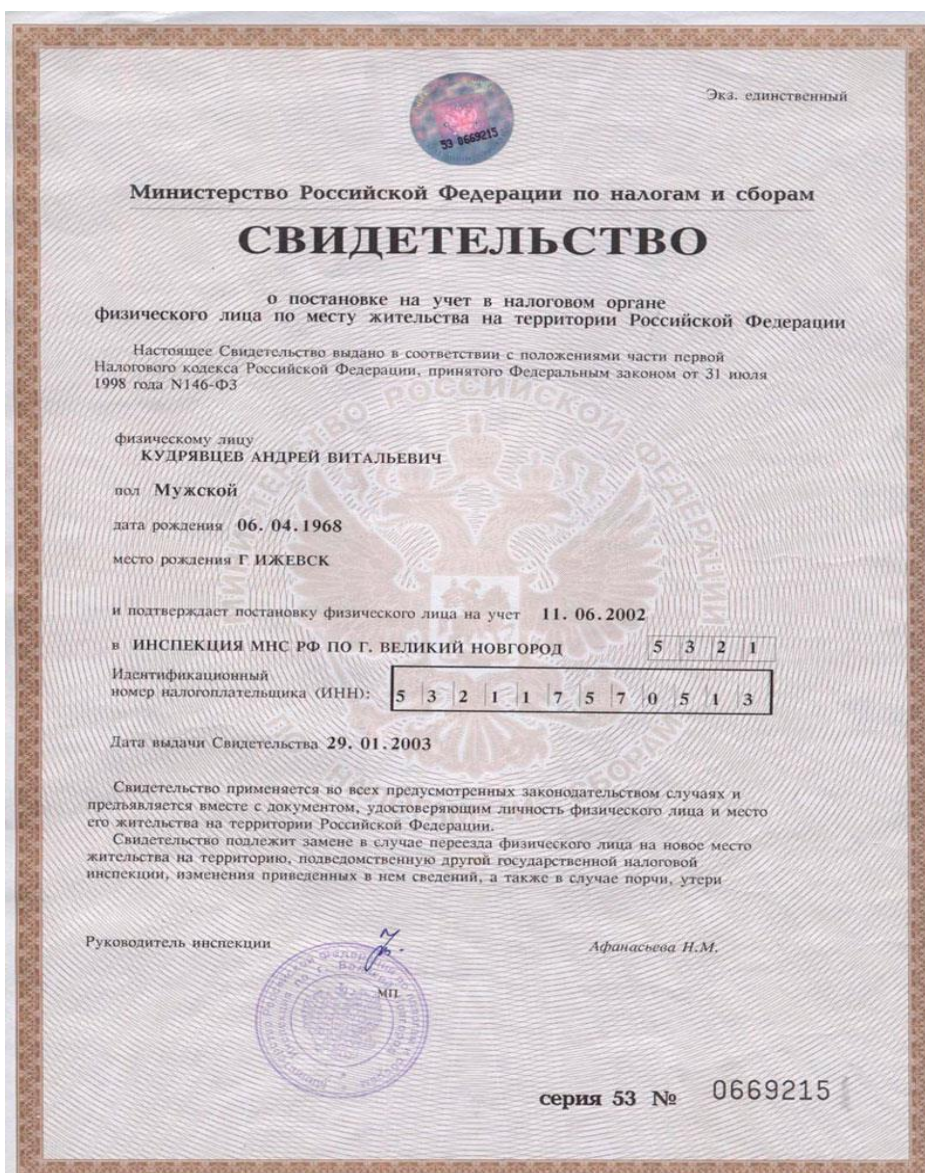 Экз. единственный
53 0669215
Министерство Российской Федерации по налогам и сборам
СВИДЕТЕЛЬСТВО
о постановке на учет в налоговом органе
физического лица по месту жительства на территории Российской Федерации
Настоящее Свидетельство выдано в соответствии с положениями части первой
Налогового кодекса Российской Федерации, принятого Федеральным законом от 31 июля
1998 года N146-ФЗ
физическому лицу
КУДРЯВЦЕВ АНДРЕЙ ВИТАЛЬЕВИЧ
пол Мужской
дата рождения 06. 04. 1968
место рождения Г ИЖЕВСК
и подтверждает постановку физического лица на учет 11. 06. 2002
в ИНСПЕКЦИЯ МНС РФ ПО Г. ВЕЛИКИЙ НОВГОРОД 5 3 2 1
Идентификационный
номер налогоплательщика (ИНН): 5 3 2 1 1 7 5 7 0 5 1 3
Дата выдачи Свидетельства 29. 01. 2003
Свидетельство применяется во всех предусмотренных законодательством случаях и
предъявляется вместе с документом, удостоверяющим личность физического лица и место
его жительства на территории Российской Федерации.
Свидетельство подлежит замене в случае переезда физического лица на новое место
жительства на территорию, подведомственную другой государственной налоговой
инспекции, изменения приведенных в нем сведений, а также в случае порчи, утери
Руководитель инспекции Афанасьева Н.М.
МП
серия 53 № 0669215